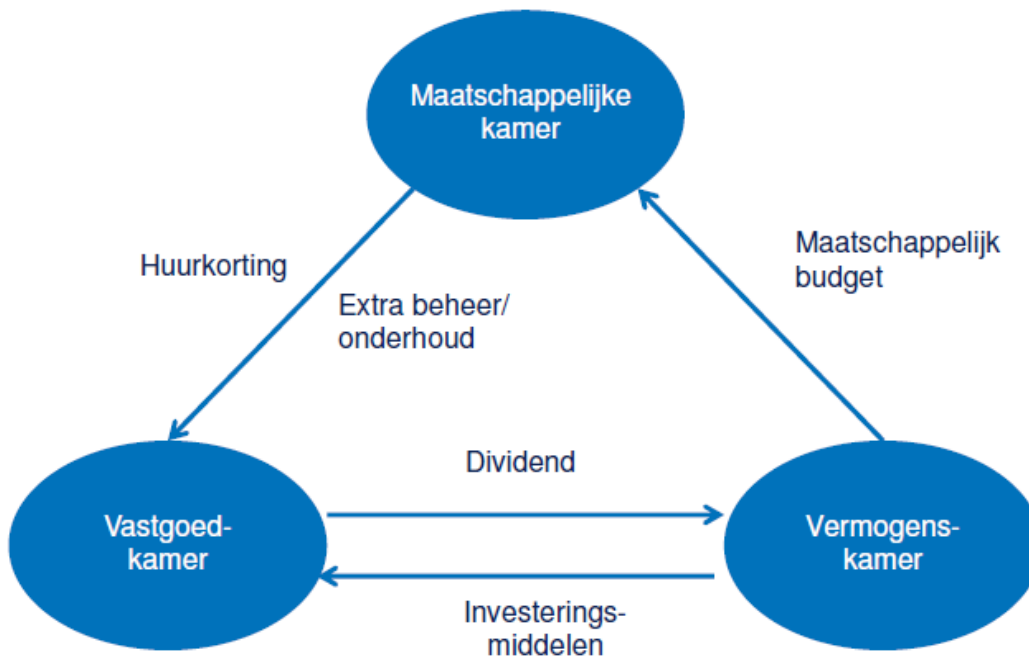 Maatschappelijke
kamer
Huurkorting
Maatschappelijk
budget
Extra beheer/
onderhoud
Dividend
Vastgoed-
kamer
Vermogens-
kamer
Investerings-
middelen